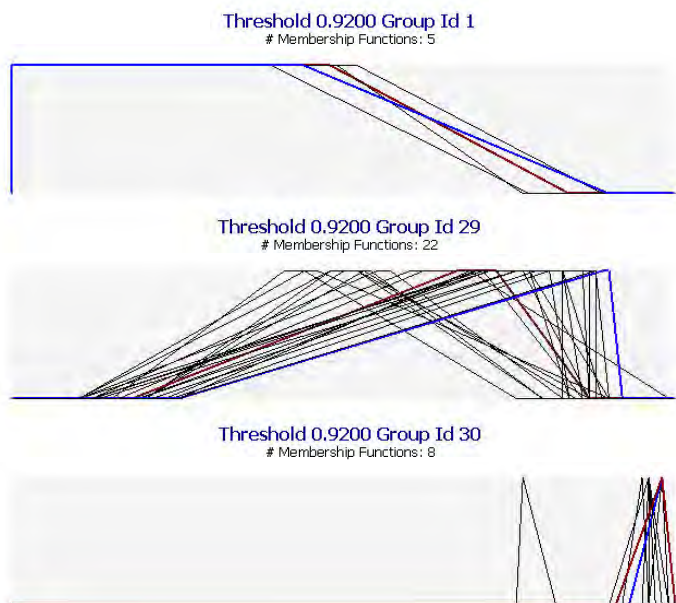 Threshold 0.9200 Group Id 1
# Membership Functions: 5
Threshold 0.9200 Group Id 29
# Membership Functions: 22
Threshold 0.9200 Group Id 30
# Membership Functions: 8